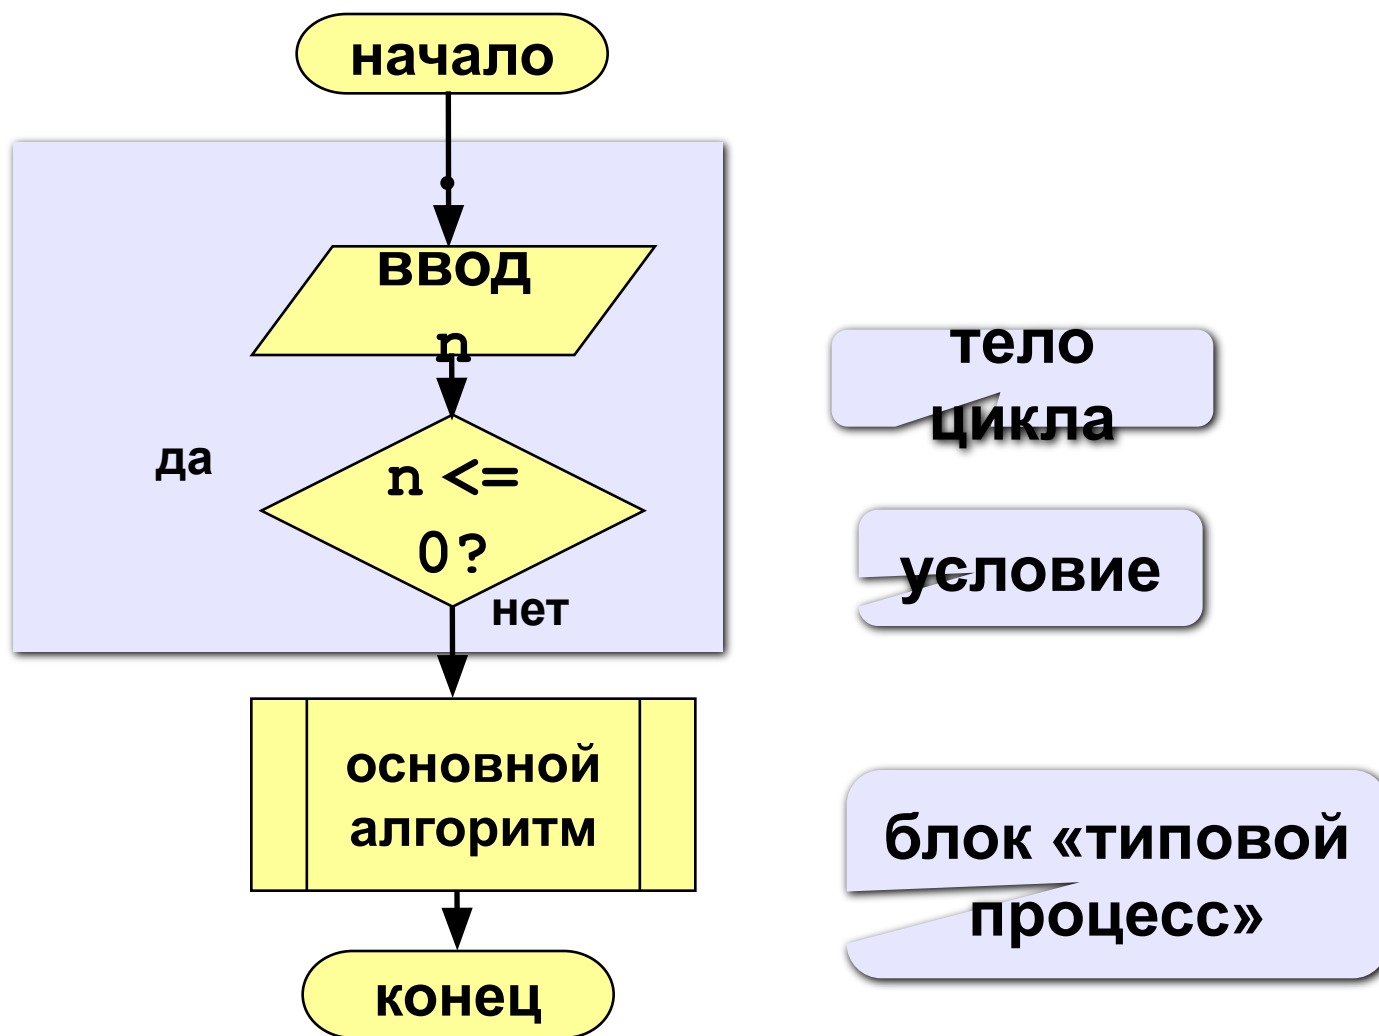 начало
ввод
n
да
n <=
0?
нет
основной
алгоритм
конец
тело
цикла
условие
блок «типовой
процесс»